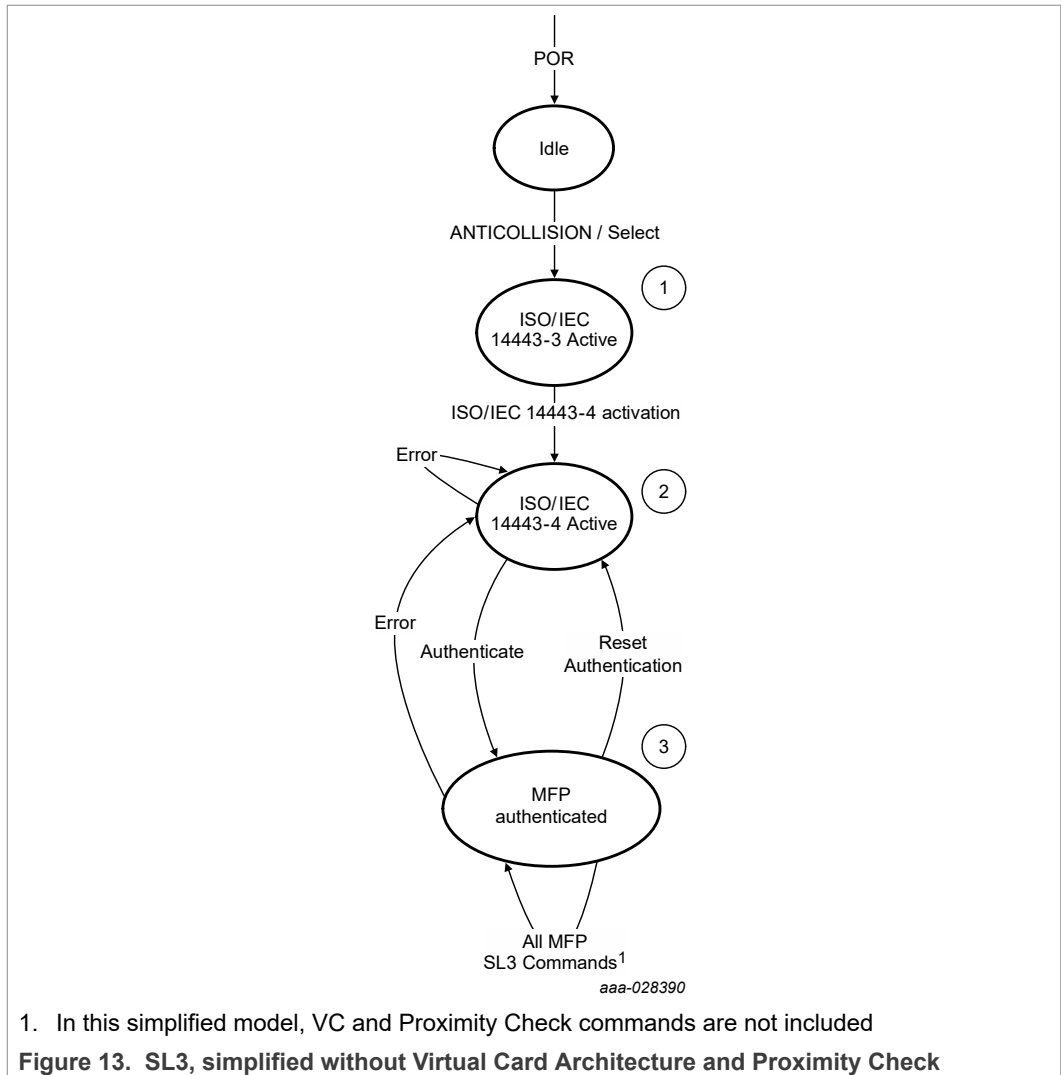 POR
Idle
ANTICOLLISION / Select
1
ISO/IEC
14443-3 Active
ISO/IEC 14443-4 activation
Error
2
ISO/IEC
14443-4 Active
Error
Authenticate
Reset
Authentication
3
MFP
authenticated
All MFP
SL3 Commands1
aaa-028390
1. In this simplified model, VC and Proximity Check commands are not included
Figure 13. SL3, simplified without Virtual Card Architecture and Proximity Check